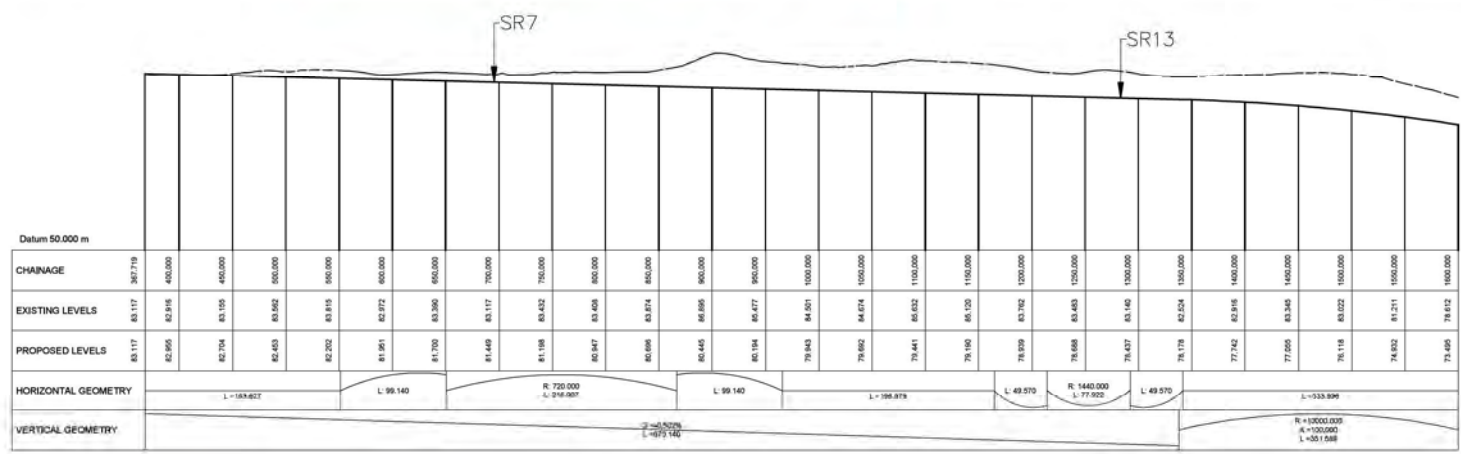 SR7
SR13
Datum 50.000 m
CHAINAGE 367.719 400.000 450.000 500.000 550.000 600.000 650.000 700.000 750.000 800.000 850.000 900.000 950.000 1000.000 1050.000 1100.000 1150.000 1200.000 1250.000 1300.000 1350.000 1400.000 1450.000 1500.000 1550.000 1600.000
EXISTING LEVELS 83.117 82.916 83.155 83.562 83.815 82.972 83.390 83.117 83.432 83.408 83.874 86.895 85.477 84.501 84.674 85.632 85.120 83.762 83.483 83.140 82.524 82.916 83.345 83.022 81.211 78.612
PROPOSED LEVELS 83.117 82.955 82.704 82.453 82.202 81.951 81.700 81.449 81.198 80.947 80.696 80.445 80.194 79.943 79.692 79.441 79.190 78.939 78.688 78.437 78.178 77.742 77.055 76.118 74.932 73.495
HORIZONTAL GEOMETRY
L: 99.140
R: 720.000
L: 99.140
L: 49.570
R: 1440.000
L: 77.922
L: 49.570
VERTICAL GEOMETRY